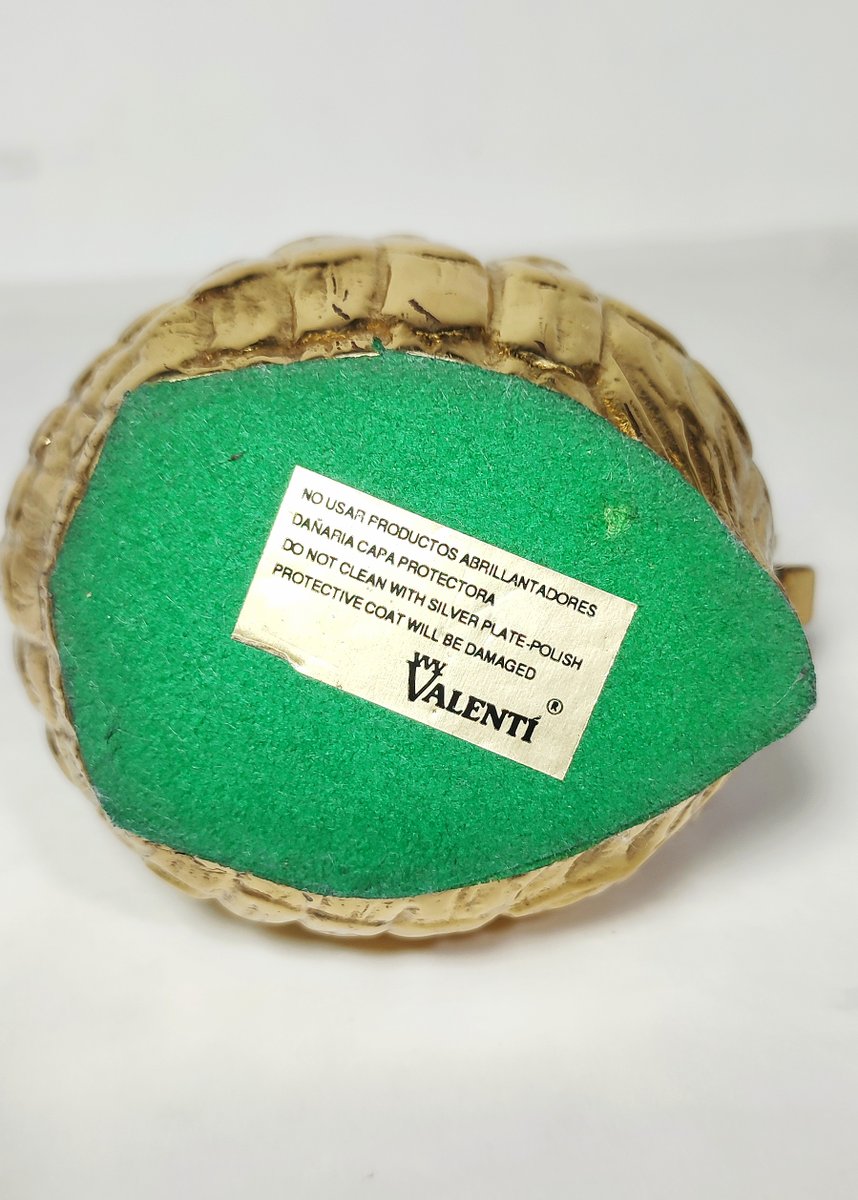 NO USAR PRODUCTOS ABRILLANTADORES
DAÑARIA CAPA PROTECTORA
DO NOT CLEAN WITH SILVER PLATE-POLISH
PROTECTIVE COAT WILL BE DAMAGED
VALENTÍ ®